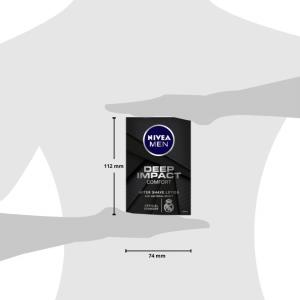 NIVEA
MEN
DEEP
IMPACT
COMFORT
AFTER SHAVE LOTION
112 mm
74 mm